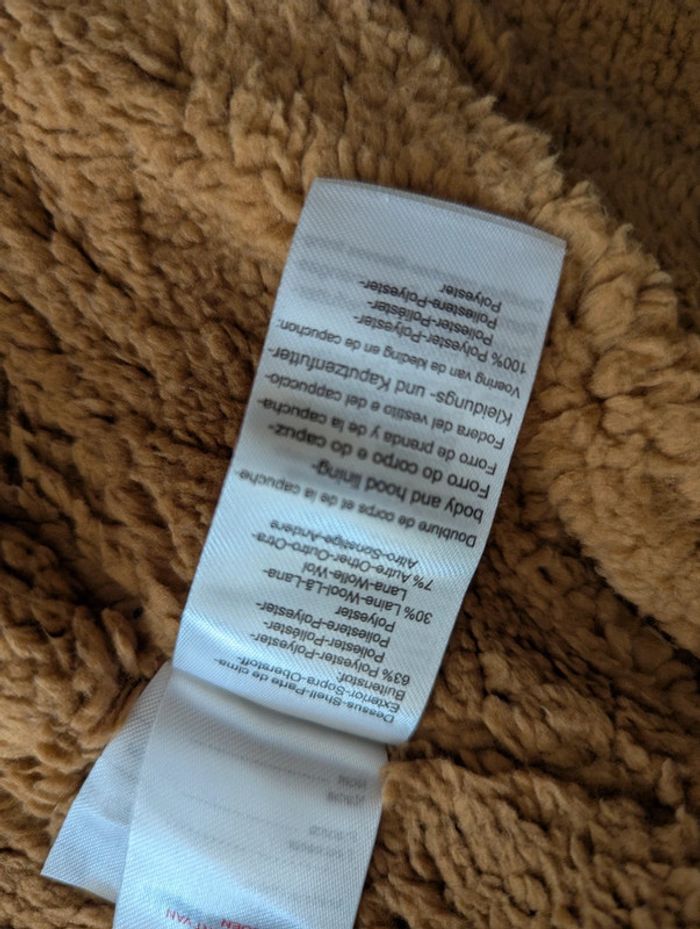 Dessus-Shell-Parte de cima-
Exterior-Sopra-Oberstoff-
Buitenstof:
63% Polyester-Polyester-
Poliéster-Poliéster-
Poliestere-Polyester-
Polyester
30% Laine-Wool-Lã-Lana-
Lana-Wolle-Wol
7% Autre-Other-Outro-Otra-
Altro-Sonstige-Andere
Doublure de corps et de la capuche-
body and hood lining-
Forro do corpo e do capuz-
Forro de prenda y de la capucha-
Fodera del vestito e del cappuccio-
Kleidungs- und Kaputzenfutter-
Voering van de kleding en de capuchon:
100% Polyester-Polyester-
Poliéster-Poliéster-
Poliestere-Polyester-
Polyester